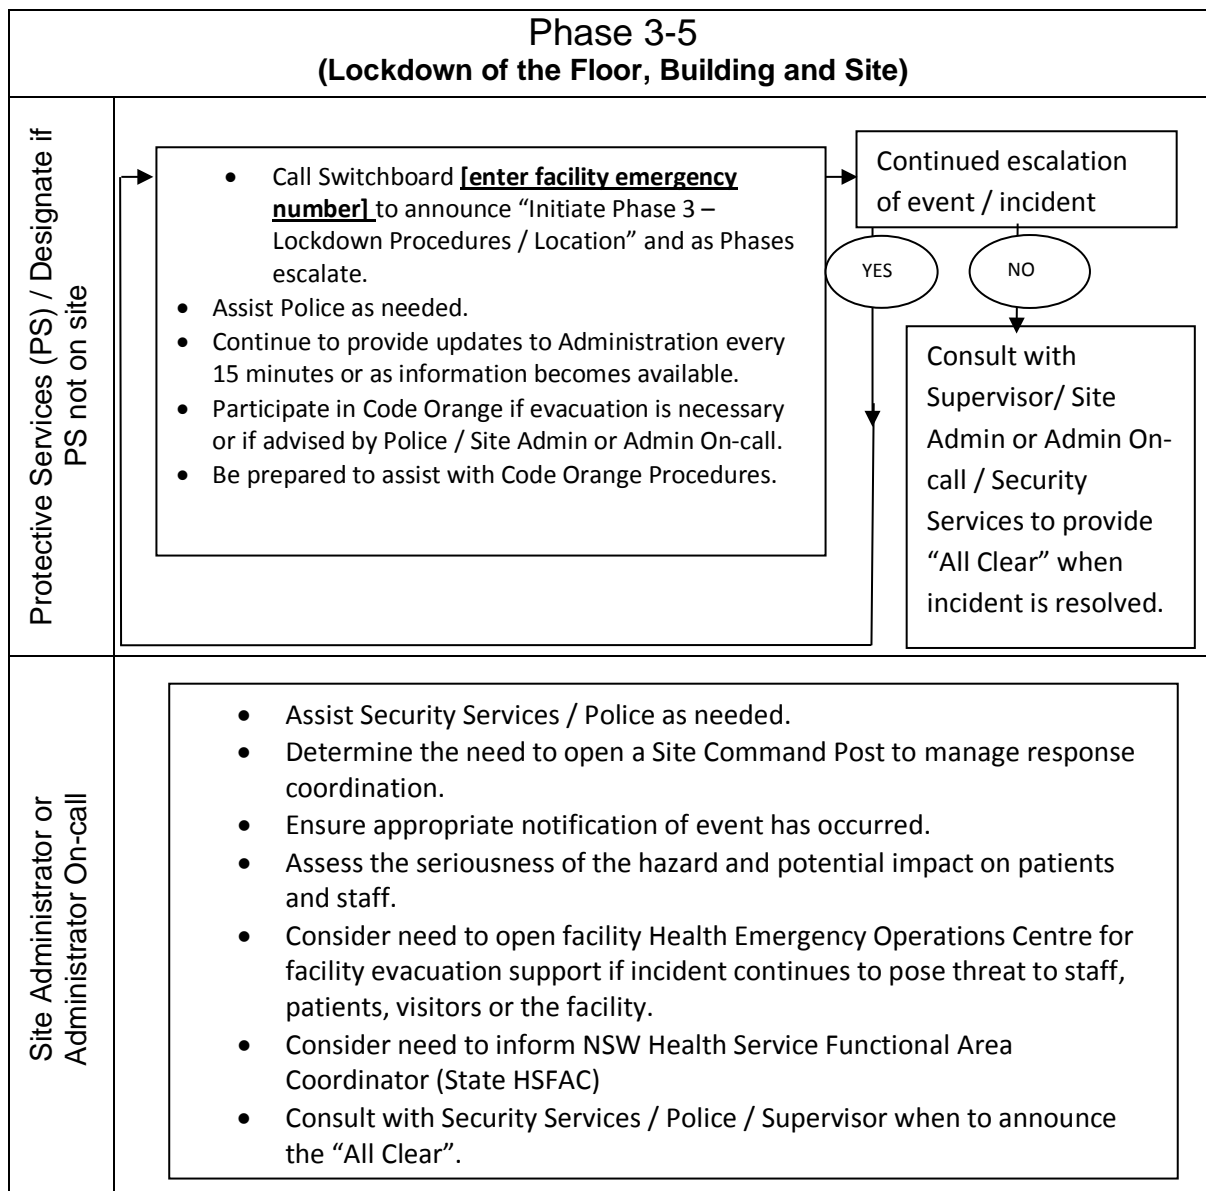 Phase 3-5
(Lockdown of the Floor, Building and Site)
Protective Services (PS) / Designate if
PS not on site
• Call Switchboard [enter facility emergency
number] to announce “Initiate Phase 3 –
Lockdown Procedures / Location” and as Phases
escalate.
• Assist Police as needed.
• Continue to provide updates to Administration every
15 minutes or as information becomes available.
• Participate in Code Orange if evacuation is necessary
or if advised by Police / Site Admin or Admin On-call.
• Be prepared to assist with Code Orange Procedures.
Continued escalation
of event / incident
YES
NO
Consult with
Supervisor/ Site
Admin or Admin On-
call / Security
Services to provide
“All Clear” when
incident is resolved.
Site Administrator or
Administrator On-call
• Assist Security Services / Police as needed.
• Determine the need to open a Site Command Post to manage response
coordination.
• Ensure appropriate notification of event has occurred.
• Assess the seriousness of the hazard and potential impact on patients
and staff.
• Consider need to open facility Health Emergency Operations Centre for
facility evacuation support if incident continues to pose threat to staff,
patients, visitors or the facility.
• Consider need to inform NSW Health Service Functional Area
Coordinator (State HSFAC)
• Consult with Security Services / Police / Supervisor when to announce
the “All Clear”.